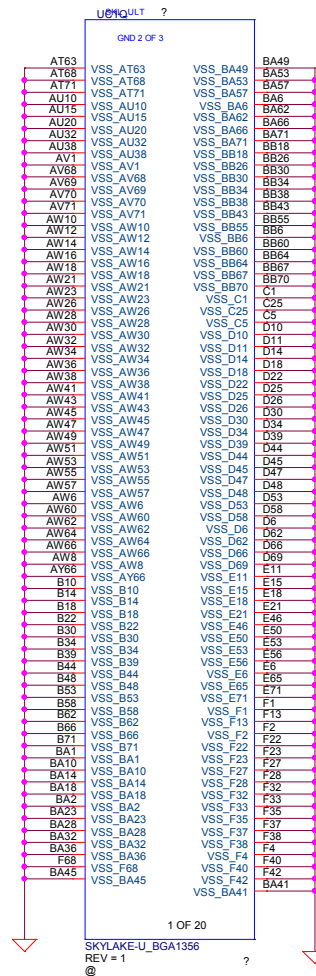 UC1Q SKL_ULT ?
GND 2 OF 3
AT63 VSS_AT63 VSS_BA49 BA49
AT68 VSS_AT68 VSS_BA53 BA53
AT71 VSS_AT71 VSS_BA57 BA57
AU10 VSS_AU10 VSS_BA6 BA6
AU15 VSS_AU15 VSS_BA62 BA62
AU20 VSS_AU20 VSS_BA66 BA66
AU32 VSS_AU32 VSS_BA71 BA71
AU38 VSS_AU38 VSS_BB18 BB18
AV1 VSS_AV1 VSS_BB26 BB26
AV68 VSS_AV68 VSS_BB30 BB30
AV69 VSS_AV69 VSS_BB34 BB34
AV70 VSS_AV70 VSS_BB38 BB38
AV71 VSS_AV71 VSS_BB43 BB43
AW10 VSS_AW10 VSS_BB55 BB55
AW12 VSS_AW12 VSS_BB6 BB6
AW14 VSS_AW14 VSS_BB60 BB60
AW16 VSS_AW16 VSS_BB64 BB64
AW18 VSS_AW18 VSS_BB67 BB67
AW21 VSS_AW21 VSS_BB70 BB70
AW23 VSS_AW23 VSS_C1 C1
AW26 VSS_AW26 VSS_C25 C25
AW28 VSS_AW28 VSS_C5 C5
AW30 VSS_AW30 VSS_D10 D10
AW32 VSS_AW32 VSS_D11 D11
AW34 VSS_AW34 VSS_D14 D14
AW36 VSS_AW36 VSS_D18 D18
AW38 VSS_AW38 VSS_D22 D22
AW41 VSS_AW41 VSS_D25 D25
AW43 VSS_AW43 VSS_D26 D26
AW45 VSS_AW45 VSS_D30 D30
AW47 VSS_AW47 VSS_D34 D34
AW49 VSS_AW49 VSS_D39 D39
AW51 VSS_AW51 VSS_D44 D44
AW53 VSS_AW53 VSS_D45 D45
AW55 VSS_AW55 VSS_D47 D47
AW57 VSS_AW57 VSS_D48 D48
AW6 VSS_AW6 VSS_D53 D53
AW60 VSS_AW60 VSS_D58 D58
AW62 VSS_AW62 VSS_D6 D6
AW64 VSS_AW64 VSS_D62 D62
AW66 VSS_AW66 VSS_D66 D66
AW8 VSS_AW8 VSS_D69 D69
AY66 VSS_AY66 VSS_E11 E11
B10 VSS_B10 VSS_E15 E15
B14 VSS_B14 VSS_E18 E18
B18 VSS_B18 VSS_E21 E21
B22 VSS_B22 VSS_E46 E46
B30 VSS_B30 VSS_E50 E50
B34 VSS_B34 VSS_E53 E53
B39 VSS_B39 VSS_E56 E56
B44 VSS_B44 VSS_E6 E6
B48 VSS_B48 VSS_E65 E65
B53 VSS_B53 VSS_E71 E71
B58 VSS_B58 VSS_F1 F1
B62 VSS_B62 VSS_F13 F13
B66 VSS_B66 VSS_F2 F2
B71 VSS_B71 VSS_F22 F22
BA1 VSS_BA1 VSS_F23 F23
BA10 VSS_BA10 VSS_F27 F27
BA14 VSS_BA14 VSS_F28 F28
BA18 VSS_BA18 VSS_F32 F32
BA2 VSS_BA2 VSS_F33 F33
BA23 VSS_BA23 VSS_F35 F35
BA28 VSS_BA28 VSS_F37 F37
BA32 VSS_BA32 VSS_F38 F38
BA36 VSS_BA36 VSS_F4 F4
F68 VSS_F68 VSS_F40 F40
BA45 VSS_BA45 VSS_F42 F42
VSS_BA41 BA41
1 OF 20
SKYLAKE-U_BGA1356
REV = 1 ?
@